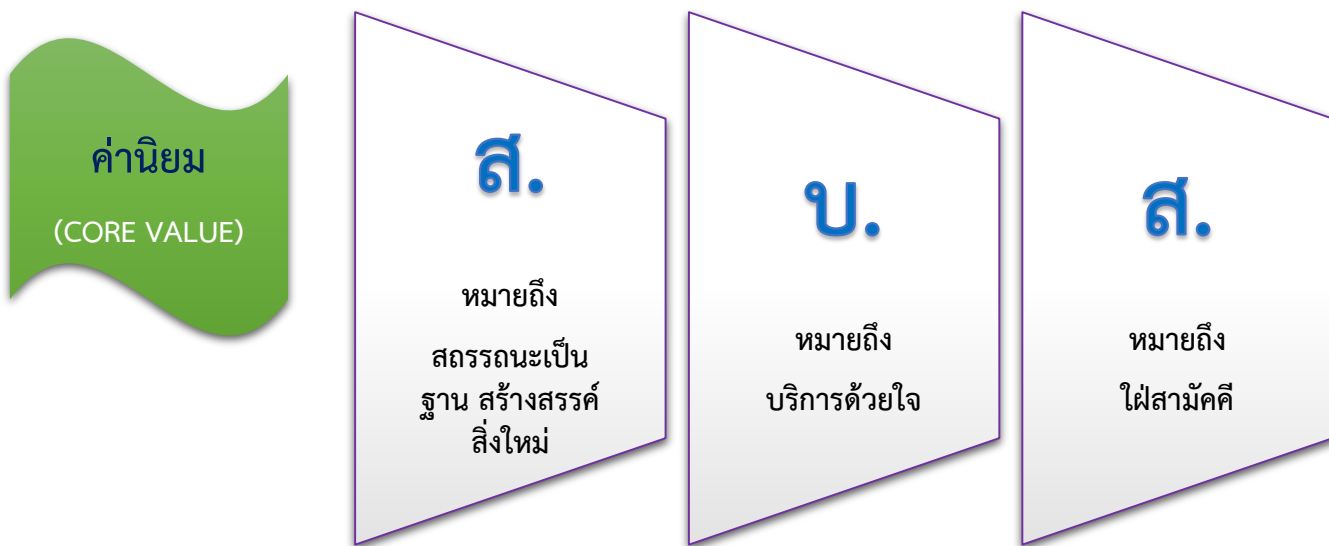 ค่านิยม
(CORE VALUE)
ส.
หมายถึง
สถรรถนะเป็น
ฐาน สร้างสรรค์
สิ่งใหม่
บ.
หมายถึง
บริการด้วยใจ
ส.
หมายถึง
ใฝ่สามัคคี